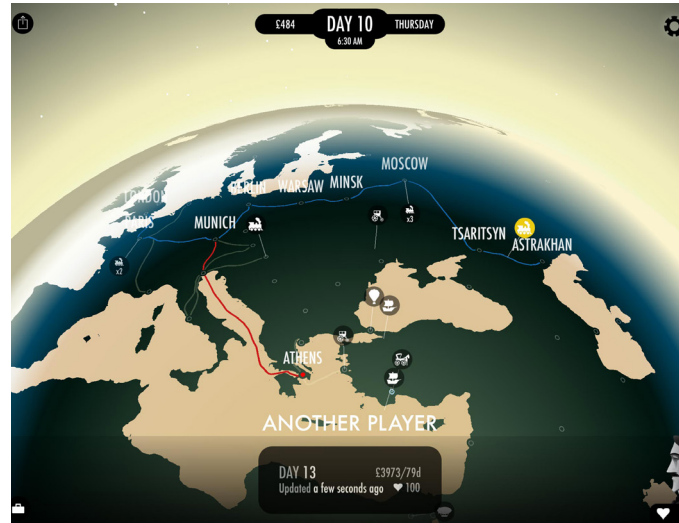 £484
DAY 10
THURSDAY
6:30 AM
MOSCOW
BERLIN
WARSAW
MINSK
LONDON
PARIS
MUNICH
TSARITSYN
ASTRAKHAN
x3
x2
ATHENS
ANOTHER PLAYER
DAY 13
£3973/79d
Updated a few seconds ago
100